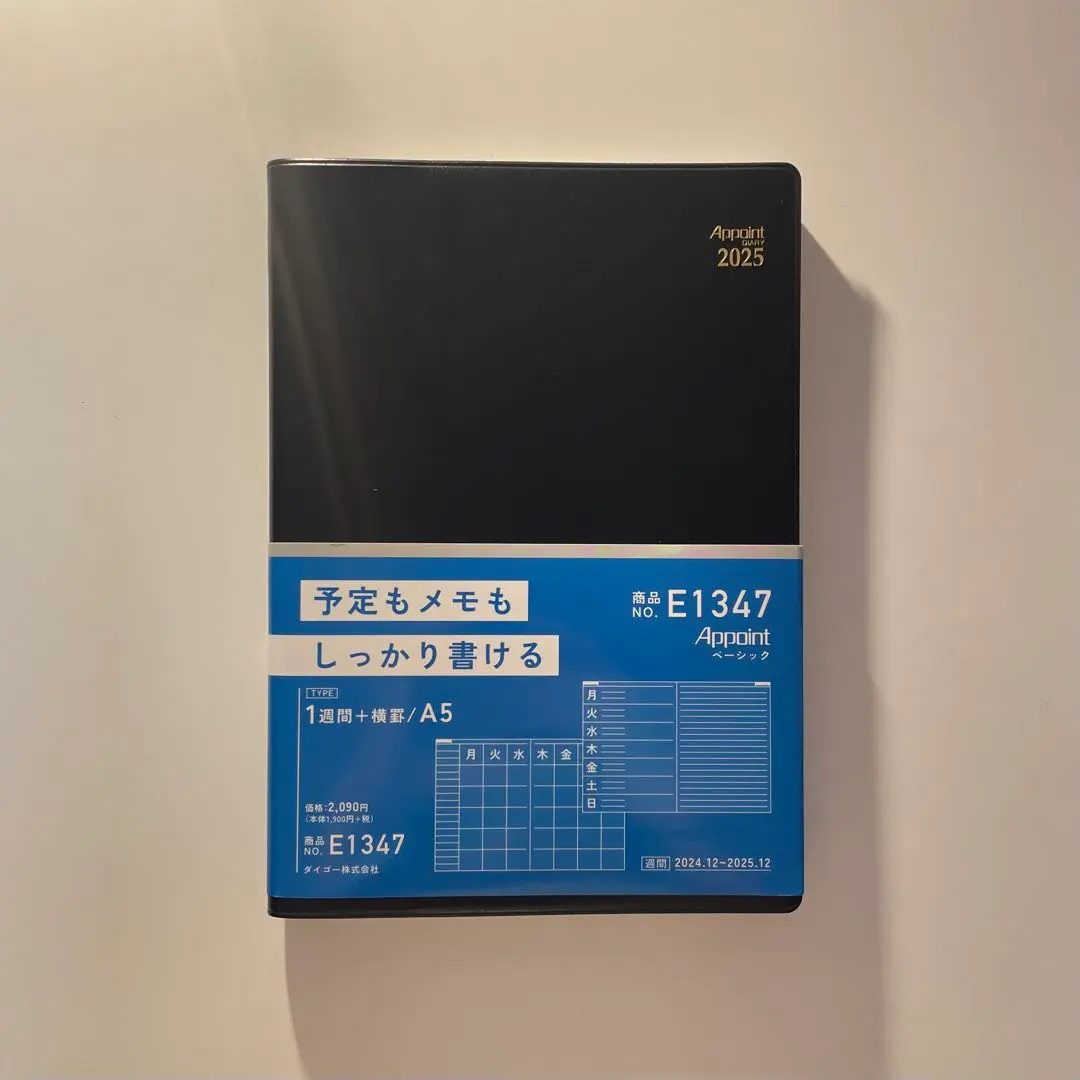 Appoint
DIARY
2025
予定もメモも
しっかり書ける
商品
NO. E1347
Appoint
ベーシック
TYPE
1週間+横罫/A5
月 火 水 木 金
月
火
水
木
金
土
日
価格:2,090円
(本体1,900円+税)
商品
NO. E1347
ダイゴー株式会社
週間 2024.12~2025.12